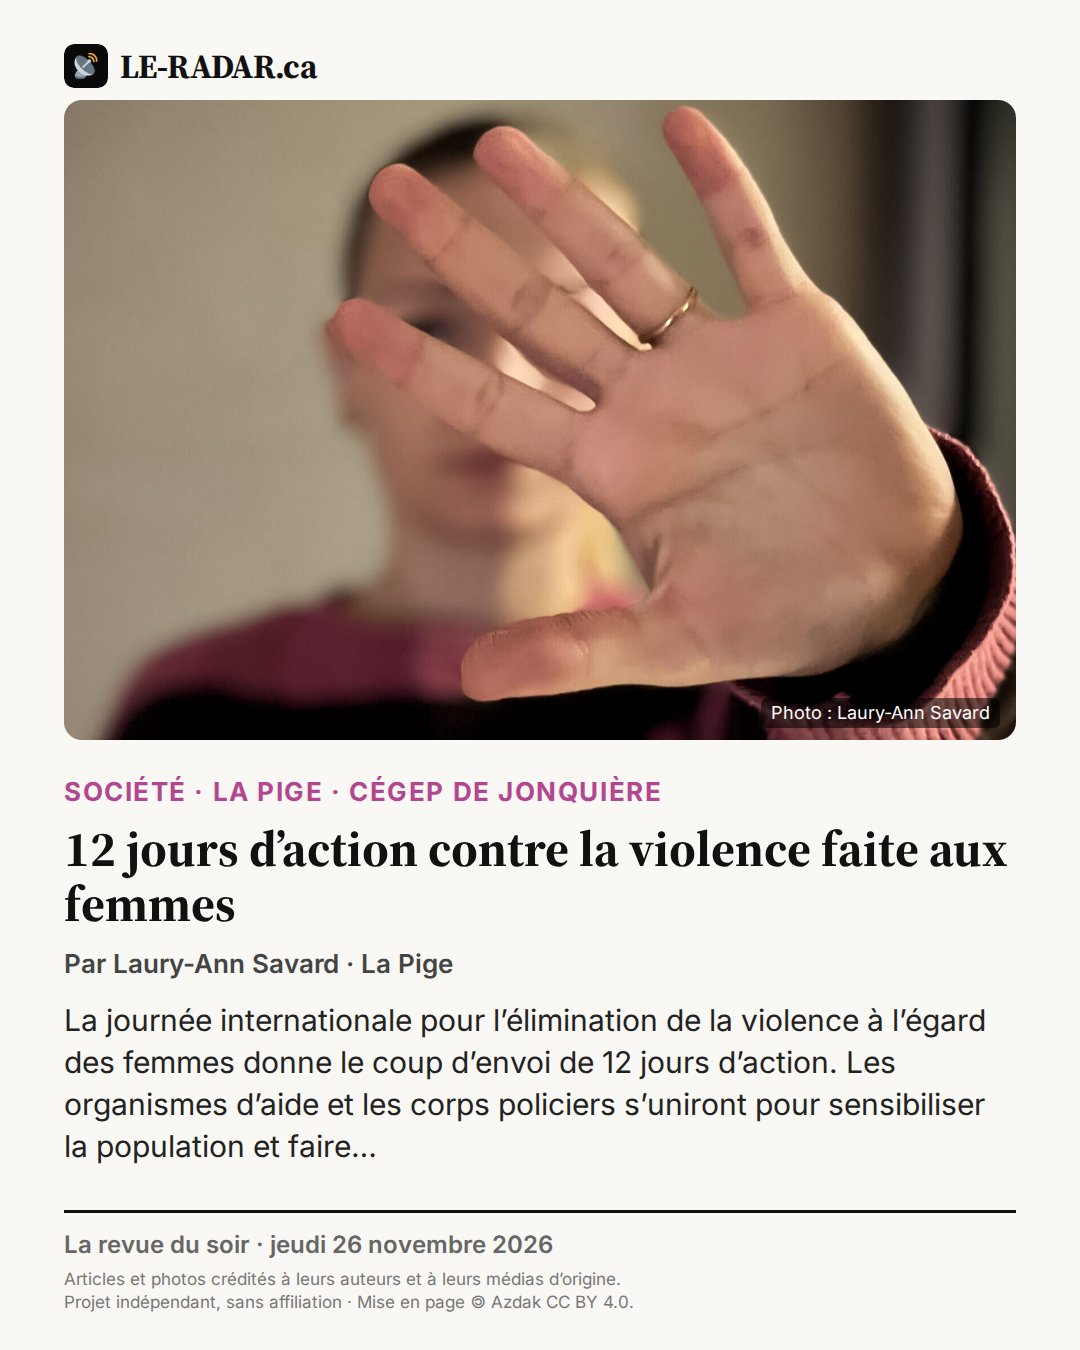 LE-RADAR.ca
Photo : Laury-Ann Savard
SOCIÉTÉ · LA PIGE · CÉGEP DE JONQUIÈRE
12 jours d’action contre la violence faite aux
femmes
Par Laury-Ann Savard · La Pige
La journée internationale pour l’élimination de la violence à l’égard
des femmes donne le coup d’envoi de 12 jours d’action. Les
organismes d’aide et les corps policiers s’uniront pour sensibiliser
la population et faire…
La revue du soir · jeudi 26 novembre 2026
Articles et photos crédités à leurs auteurs et à leurs médias d’origine.
Projet indépendant, sans affiliation · Mise en page 🄯 Azdak CC BY 4.0.